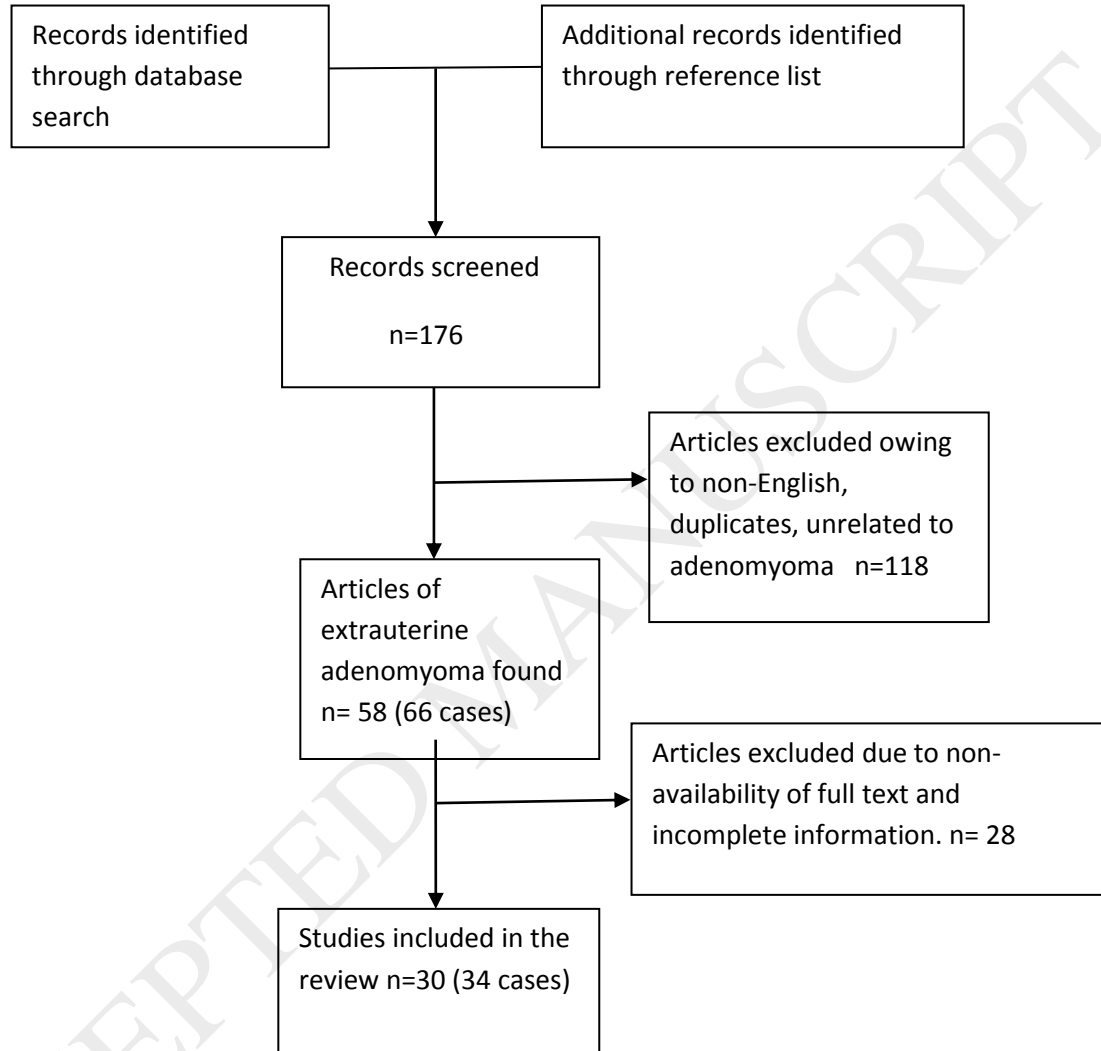 Records identified
through database
search
Additional records identified
through reference list
Records screened
n=176
Articles excluded owing
to non-English,
duplicates, unrelated to
adenomyoma n=118
Articles of
extrauterine
adenomyoma found
n= 58 (66 cases)
Articles excluded due to non-
availability of full text and
incomplete information. n= 28
Studies included in the
review n=30 (34 cases)
EPTED MANUSCRIPT